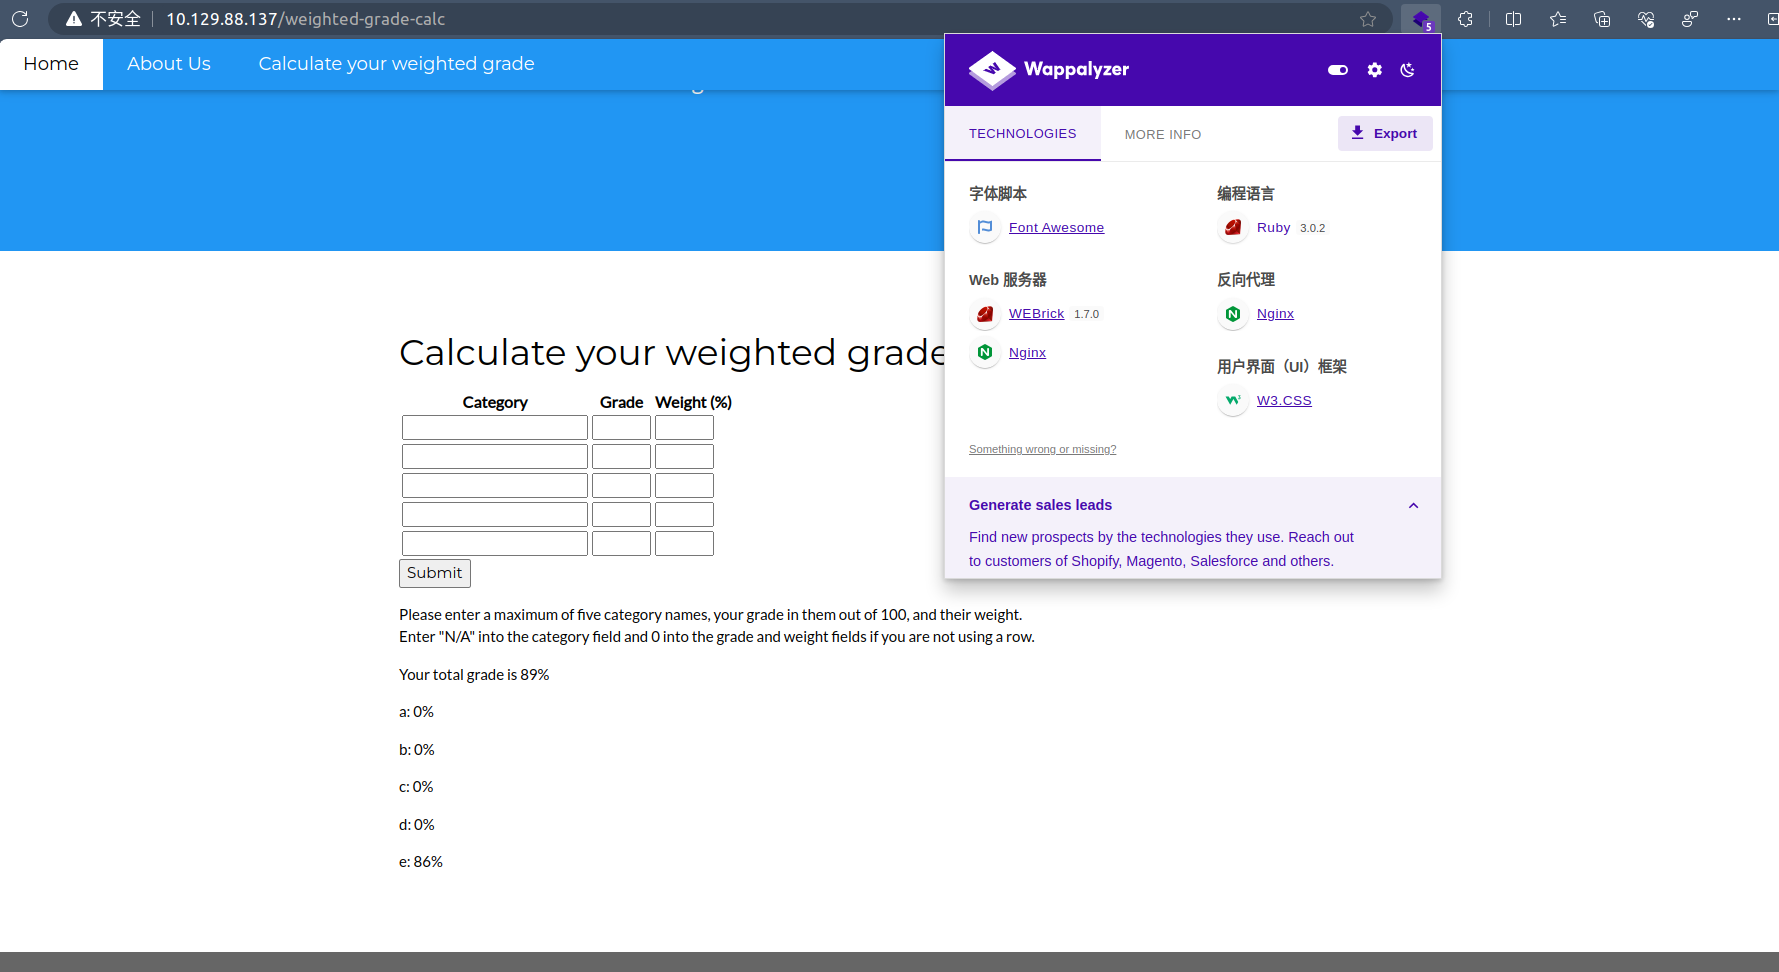 不安全 10.129.88.137/weighted-grade-calc
5
Home About Us Calculate your weighted grade
Wappalyzer
TECHNOLOGIES MORE INFO Export
字体脚本
Font Awesome
Web 服务器
WEBrick 1.7.0
Nginx
编程语言
Ruby 3.0.2
反向代理
Nginx
用户界面（UI）框架
W3.CSS
Something wrong or missing?
Generate sales leads
Find new prospects by the technologies they use. Reach out
to customers of Shopify, Magento, Salesforce and others.
Calculate your weighted grade
Category Grade Weight (%)
Submit
Please enter a maximum of five category names, your grade in them out of 100, and their weight.
Enter "N/A" into the category field and 0 into the grade and weight fields if you are not using a row.
Your total grade is 89%
a: 0%
b: 0%
c: 0%
d: 0%
e: 86%